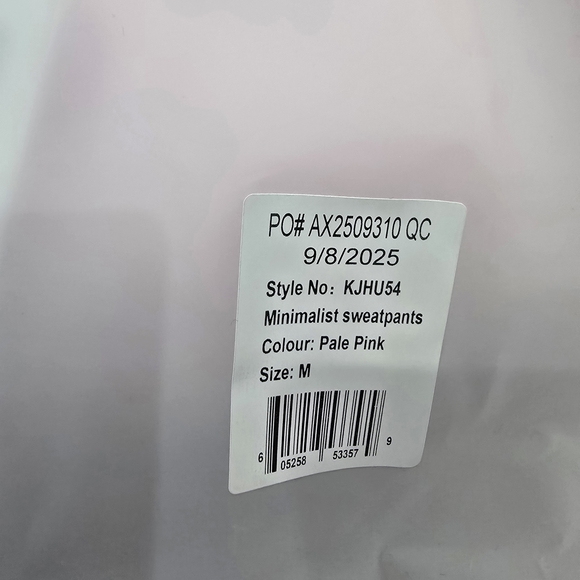 PO# AX2509310 QC
9/8/2025
Style No: KJHU54
Minimalist sweatpants
Colour: Pale Pink
Size: M
6 05258 53357 9